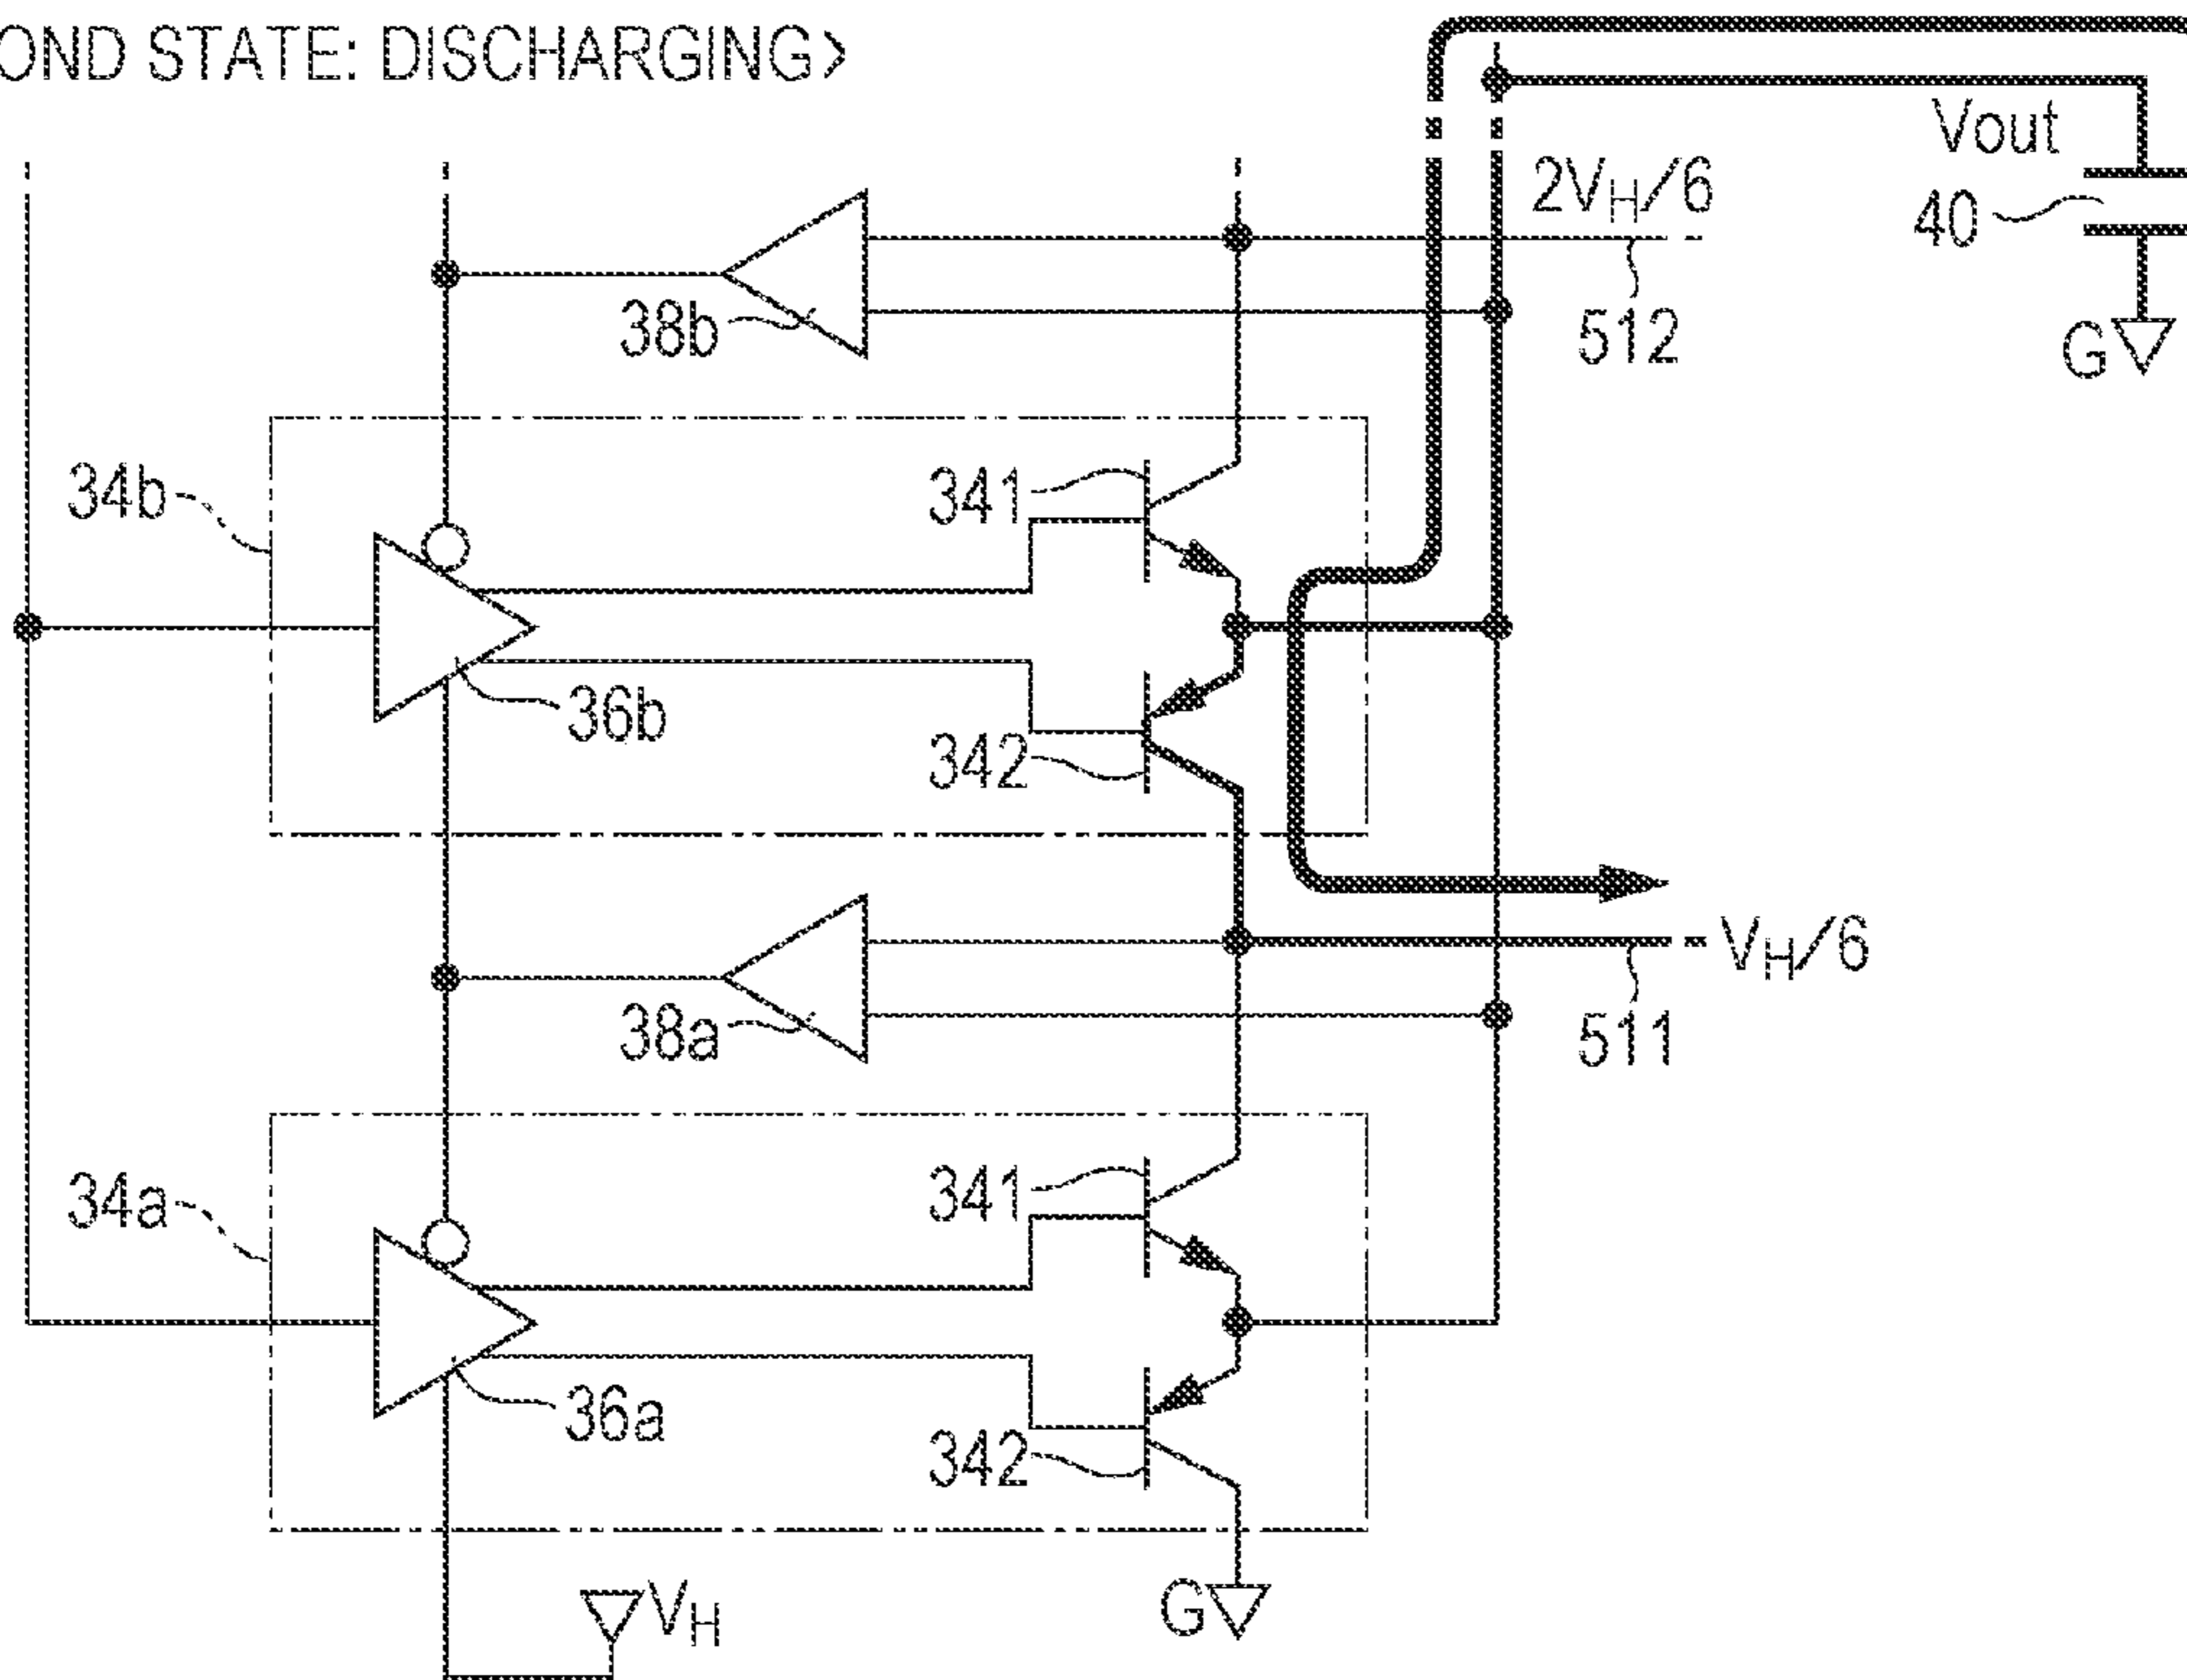 OND STATE: DISCHARGING>
Vout
2VH/6
40
38b
512
G
34b
341
36b
342
VH/6
38a
511
34a
341
36a
342
VH
G